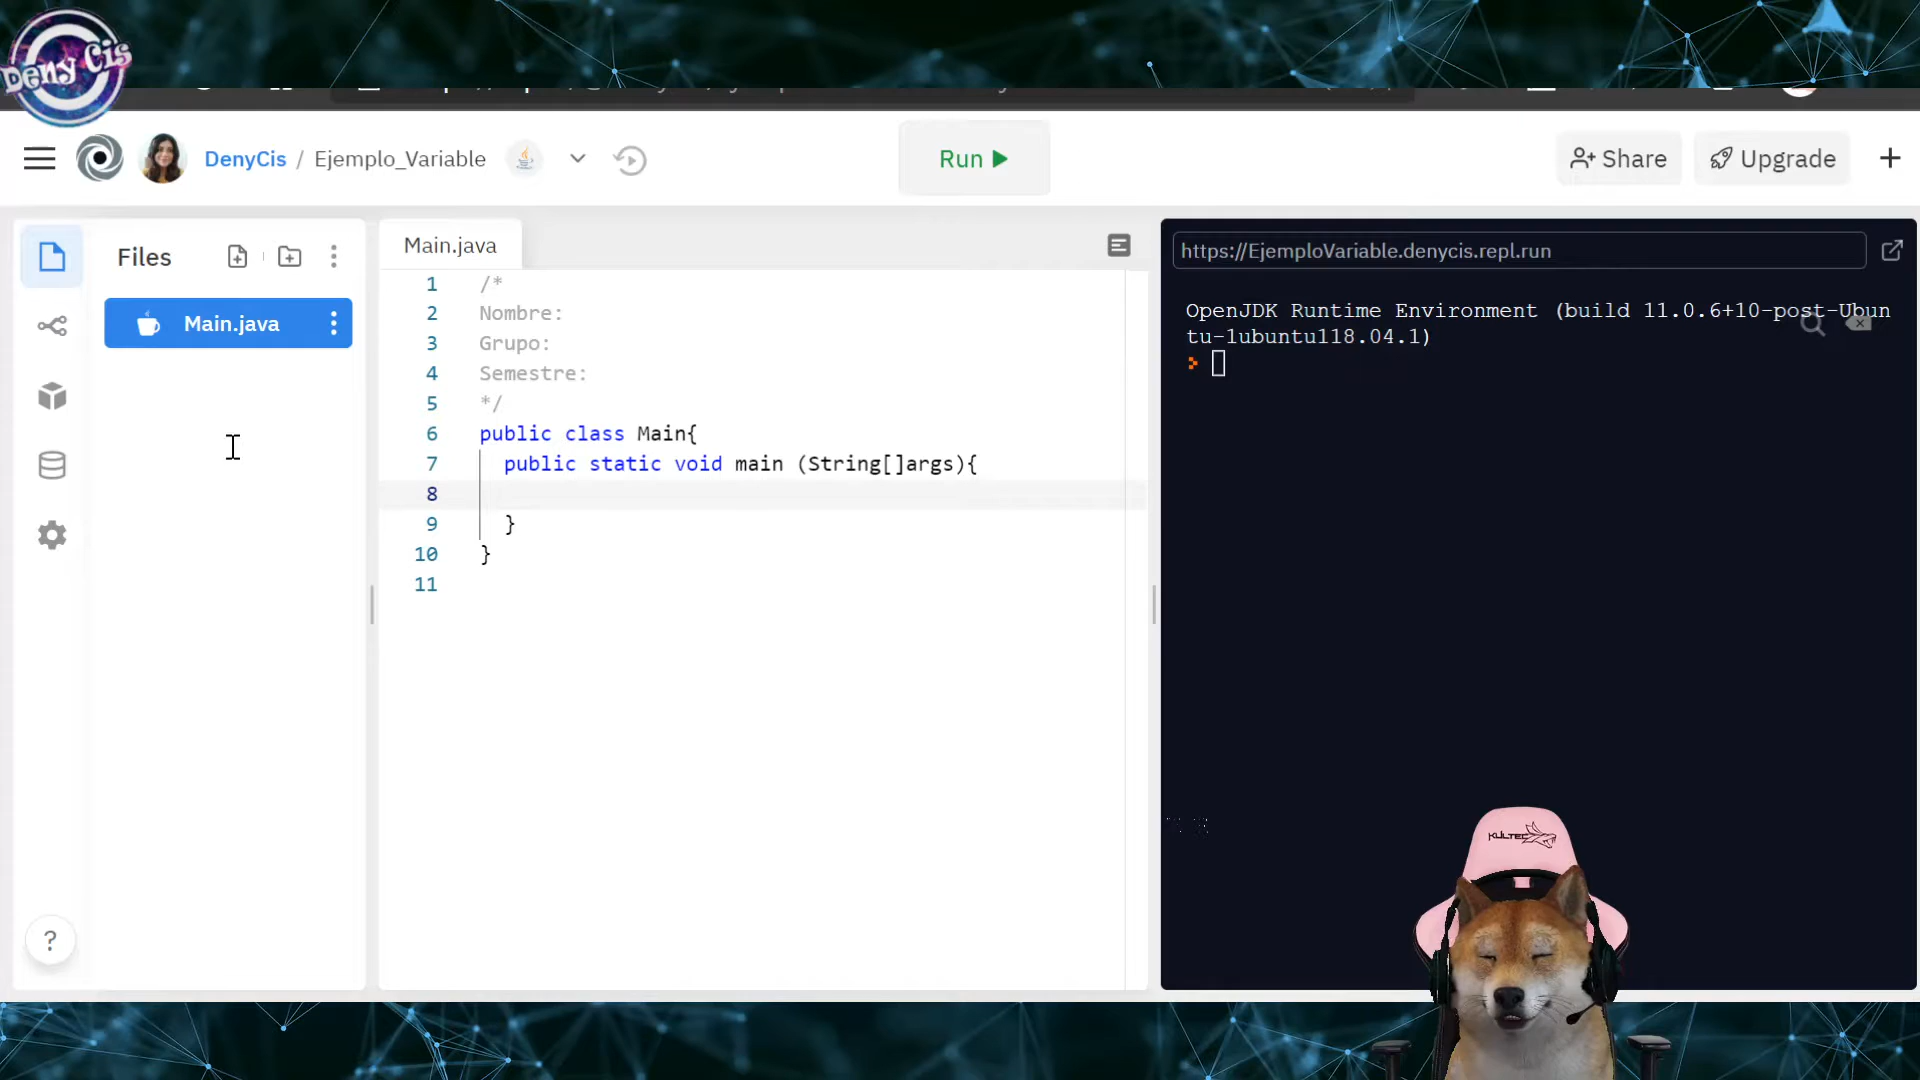 Deny Cis
DenyCis / Ejemplo_Variable
Run
Share
Upgrade
Files
Main.java
Main.java
1 /*
2 Nombre:
3 Grupo:
4 Semestre:
5 */
6 public class Main{
7 public static void main (String[]args){
8
9 }
10 }
11
?
https://EjemploVariable.denycis.repl.run
OpenJDK Runtime Environment (build 11.0.6+10-post-Ubun
tu-1ubuntu118.04.1)
KULTEC